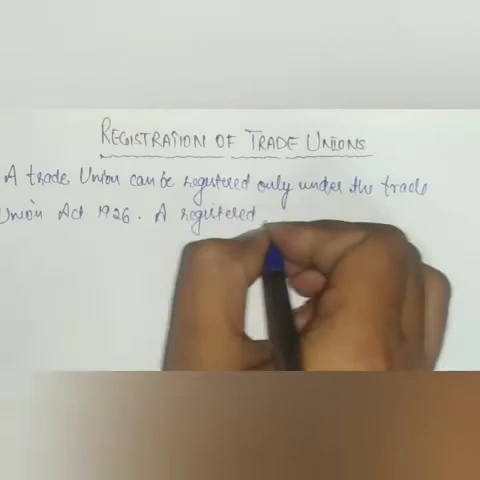 REGISTRATION OF TRADE UNIONS
A trade Union can be registered only under the trade
Union Act 1926. A registered